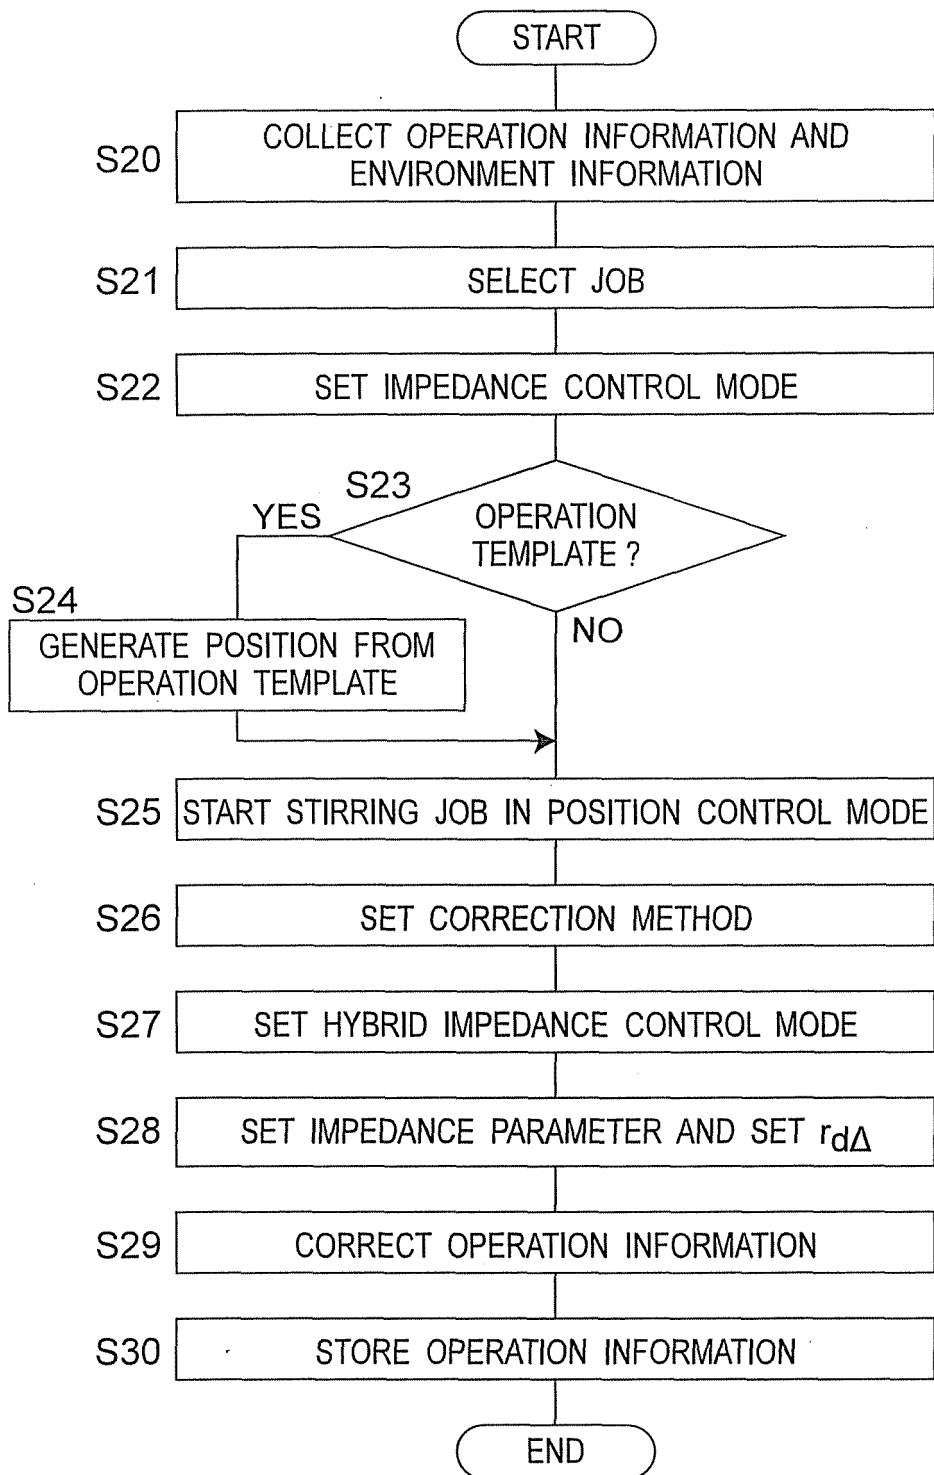 START
S20
COLLECT OPERATION INFORMATION AND
ENVIRONMENT INFORMATION
S21
SELECT JOB
S22
SET IMPEDANCE CONTROL MODE
S23
OPERATION
TEMPLATE ?
YES
NO
S24
GENERATE POSITION FROM
OPERATION TEMPLATE
S25
START STIRRING JOB IN POSITION CONTROL MODE
S26
SET CORRECTION METHOD
S27
SET HYBRID IMPEDANCE CONTROL MODE
S28
SET IMPEDANCE PARAMETER AND SET rdΔ
S29
CORRECT OPERATION INFORMATION
S30
STORE OPERATION INFORMATION
END